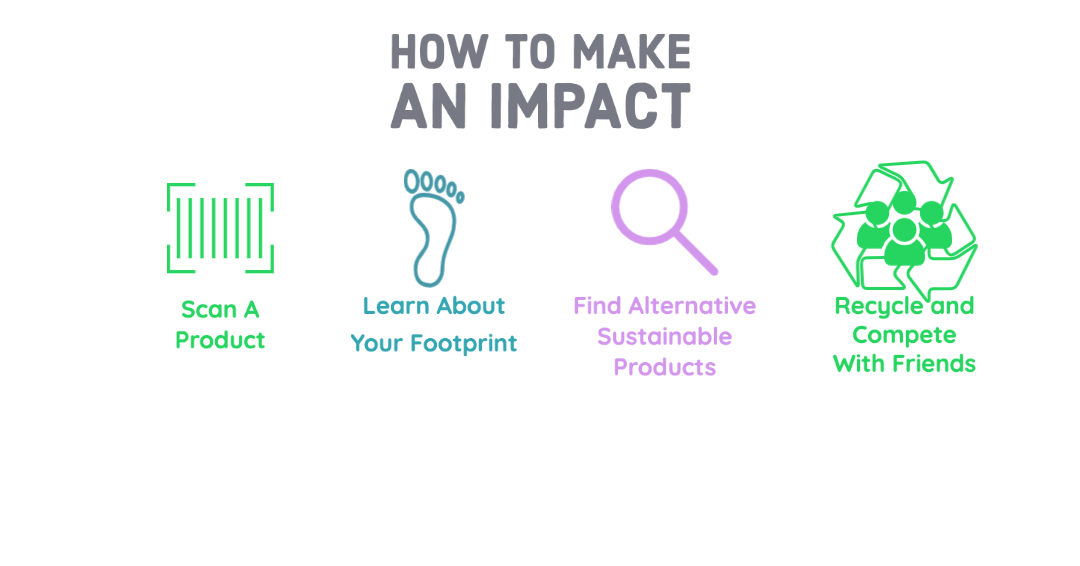 HOW TO MAKE
AN IMPACT
Scan A
Product
Learn About
Your Footprint
Find Alternative
Sustainable
Products
Recycle and
Compete
With Friends